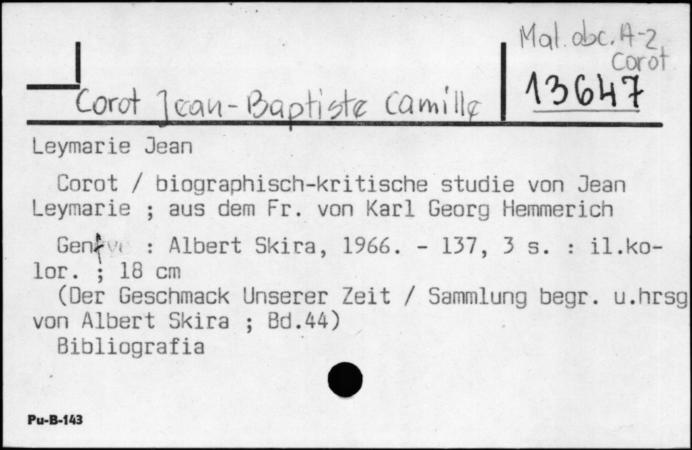 Mal. abc. A-2
Corot
13647
Corot Jean-Baptiste Camille
Leymarie Jean
Corot / biographisch-kritische studie von Jean
Leymarie ; aus dem Fr. von Karl Georg Hemmerich
: Albert Skira, 1966. - 137, 3 s. : il.ko-
lor. ; 18 cm
(Der Geschmack Unserer Zeit / Sammlung begr. u.hrsg
von Albert Skira ; Bd.44)
Bibliografia
Pu-B-143